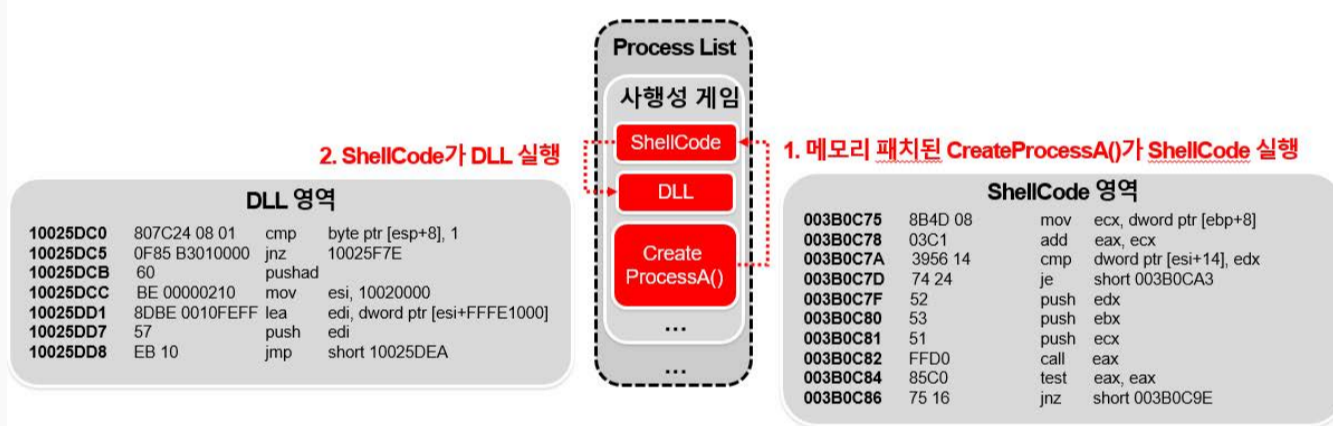 Process List
사행성 게임
ShellCode
DLL
Create
ProcessA()
...
...
2. ShellCode가 DLL 실행
DLL 영역
10025DC0 807C24 08 01 cmp byte ptr [esp+8], 1
10025DC5 0F85 B3010000 jnz 10025F7E
10025DCB 60 pushad
10025DCC BE 00000210 mov esi, 10020000
10025DD1 8DBE 0010FEFF lea edi, dword ptr [esi+FFFE1000]
10025DD7 57 push edi
10025DD8 EB 10 jmp short 10025DEA
1. 메모리 패치된 CreateProcessA()가 ShellCode 실행
ShellCode 영역
003B0C75 8B4D 08 mov ecx, dword ptr [ebp+8]
003B0C78 03C1 add eax, ecx
003B0C7A 3956 14 cmp dword ptr [esi+14], edx
003B0C7D 74 24 je short 003B0CA3
003B0C7F 52 push edx
003B0C80 53 push ebx
003B0C81 51 push ecx
003B0C82 FFD0 call eax
003B0C84 85C0 test eax, eax
003B0C86 75 16 jnz short 003B0C9E